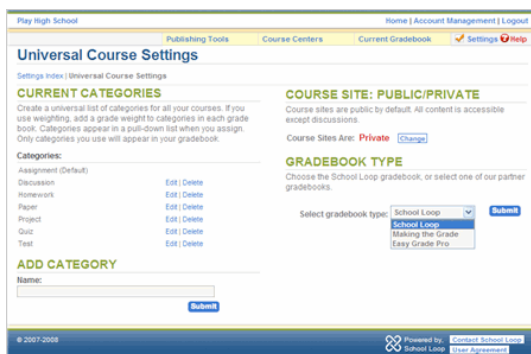 Play High School
Home | Account Management | Logout
Publishing Tools Course Centers Current Gradebook Settings Help
Universal Course Settings
Settings Index | Universal Course Settings
CURRENT CATEGORIES
Create a universal list of categories for all your courses. If you
use weighting, add a grade weight to categories in each grade
book. Categories appear in a pull-down list when you assign.
Only categories you use will appear in your gradebook.
Categories:
Assignment (Default)
Discussion Edit | Delete
Homework Edit | Delete
Paper Edit | Delete
Project Edit | Delete
Quiz Edit | Delete
Test Edit | Delete
ADD CATEGORY
Name:
Submit
COURSE SITE: PUBLIC/PRIVATE
Course sites are public by default. All content is accessible
except discussions.
Course Sites Are: Private Change
GRADEBOOK TYPE
Choose the School Loop gradebook, or select one of our partner
gradebooks.
Select gradebook type: School Loop Submit
School Loop
Making the Grade
Easy Grade Pro
© 2007-2008
Powered by,
School Loop
Contact School Loop
User Agreement